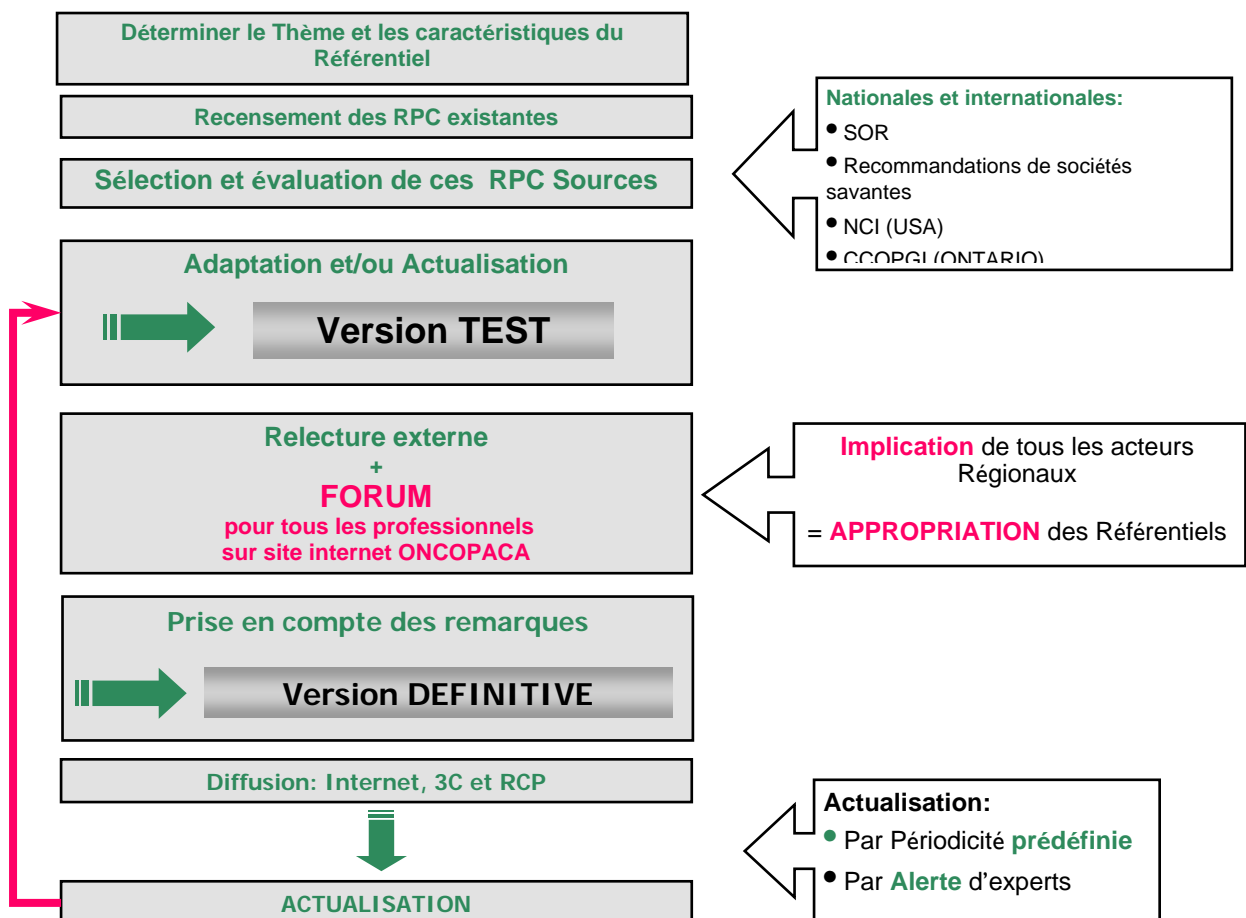 Déterminer le Thème et les caractéristiques du
Référentiel
Recensement des RPC existantes
Sélection et évaluation de ces RPC Sources
Nationales et internationales:
• SOR
• Recommandations de sociétés
savantes
• NCI (USA)
• CCOPGI (ONTARIO)
Adaptation et/ou Actualisation
Version TEST
Relecture externe
+
FORUM
pour tous les professionnels
sur site internet ONCOPACA
Implication de tous les acteurs
Régionaux
= APPROPRIATION des Référentiels
Prise en compte des remarques
Version DEFINITIVE
Diffusion: Internet, 3C et RCP
Actualisation:
• Par Périodicité prédéfinie
• Par Alerte d'experts
ACTUALISATION